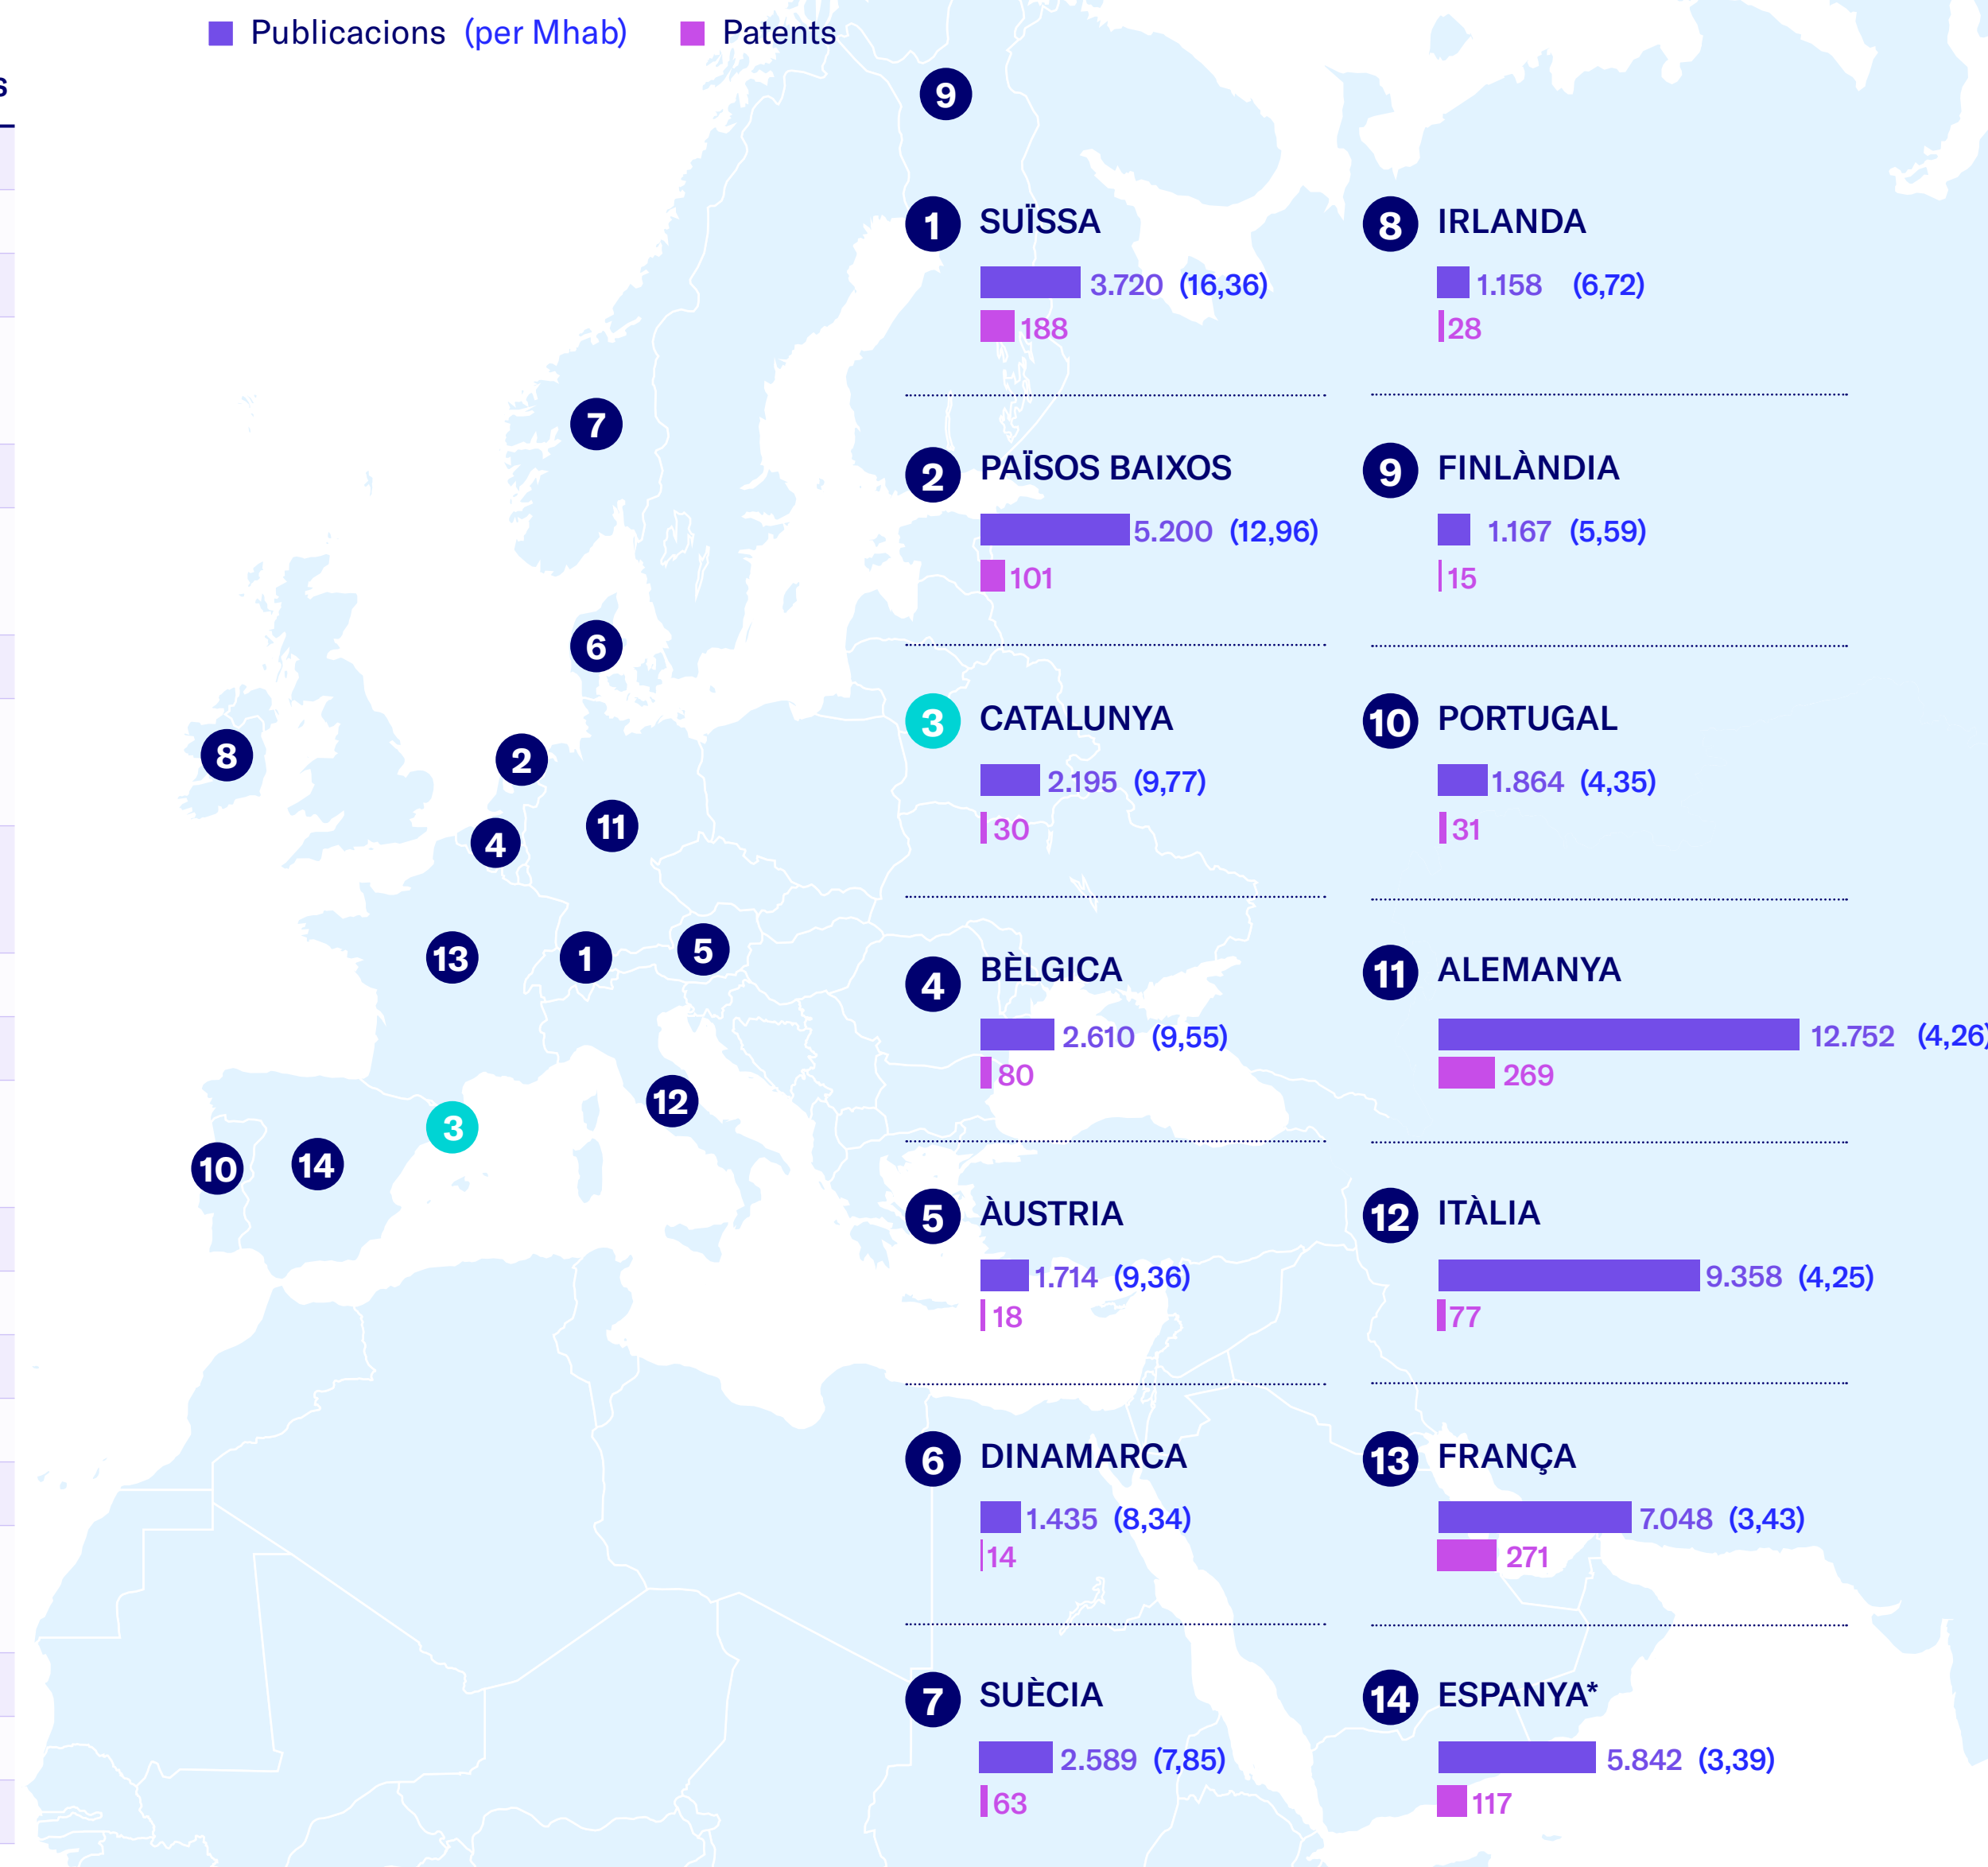 Publicacions (per Mhab) Patents
s
9
7
6
8
2
4
11
13
1
5
12
3
10
14
1 SUÏSSA
3.720 (16,36)
188
2 PAÏSOS BAIXOS
5.200 (12,96)
101
3 CATALUNYA
2.195 (9,77)
30
4 BÈLGICA
2.610 (9,55)
80
5 ÀUSTRIA
1.714 (9,36)
18
6 DINAMARCA
1.435 (8,34)
14
7 SUÈCIA
2.589 (7,85)
63
8 IRLANDA
1.158 (6,72)
28
9 FINLÀNDIA
1.167 (5,59)
15
10 PORTUGAL
1.864 (4,35)
31
11 ALEMANYA
12.752 (4,26)
269
12 ITÀLIA
9.358 (4,25)
77
13 FRANÇA
7.048 (3,43)
271
14 ESPANYA*
5.842 (3,39)
117